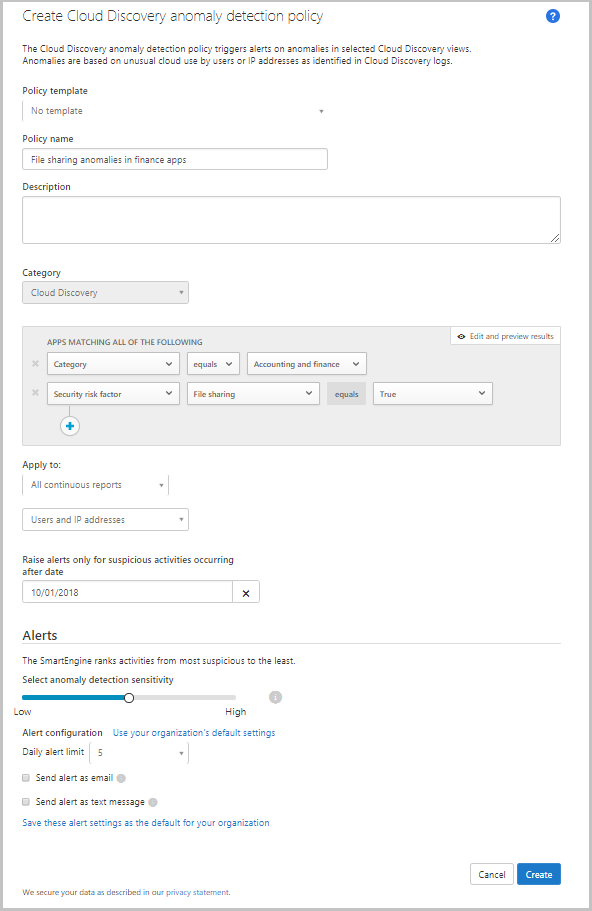 Create Cloud Discovery anomaly detection policy
?
The Cloud Discovery anomaly detection policy triggers alerts on anomalies in selected Cloud Discovery views.
Anomalies are based on unusual cloud use by users or IP addresses as identified in Cloud Discovery logs.
Policy template
No template
Policy name
File sharing anomalies in finance apps
Description
Category
Cloud Discovery
APPS MATCHING ALL OF THE FOLLOWING
Edit and preview results
Category equals Accounting and finance
Security risk factor File sharing equals True
Apply to:
All continuous reports
Users and IP addresses
Raise alerts only for suspicious activities occurring
after date
10/01/2018
Alerts
The SmartEngine ranks activities from most suspicious to the least.
Select anomaly detection sensitivity
Low High
Alert configuration Use your organization's default settings
Daily alert limit 5
Send alert as email
Send alert as text message
Save these alert settings as the default for your organization
Cancel Create
We secure your data as described in our privacy statement.